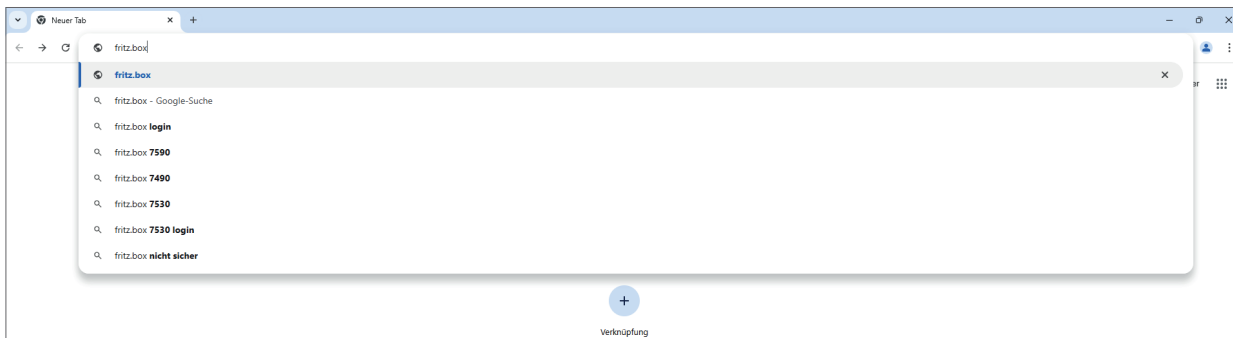 Neuer Tab
fritz.box
fritz.box
fritz.box - Google-Suche
fritz.box login
fritz.box 7590
fritz.box 7490
fritz.box 7530
fritz.box 7530 login
fritz.box nicht sicher
er
Verknüpfung